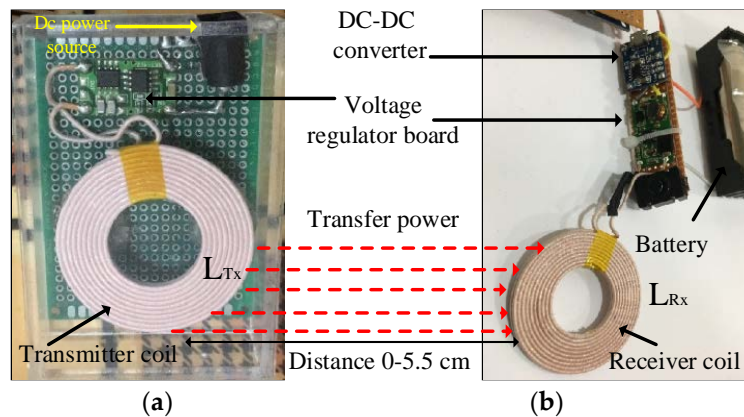 Dc power
source
DC-DC
converter
Voltage
regulator board
Transfer power
Battery
LTx
LRx
Transmitter coil
Distance 0-5.5 cm
Receiver coil
(a)
(b)